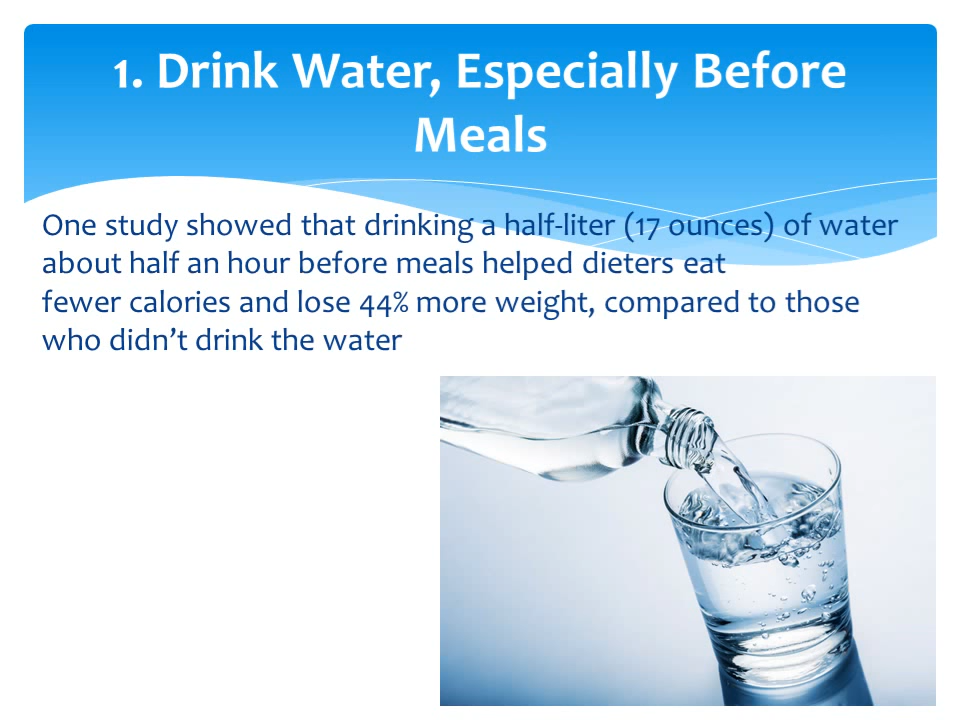 1. Drink Water, Especially Before
Meals
One study showed that drinking a half-liter (17 ounces) of water
about half an hour before meals helped dieters eat
fewer calories and lose 44% more weight, compared to those
who didn’t drink the water